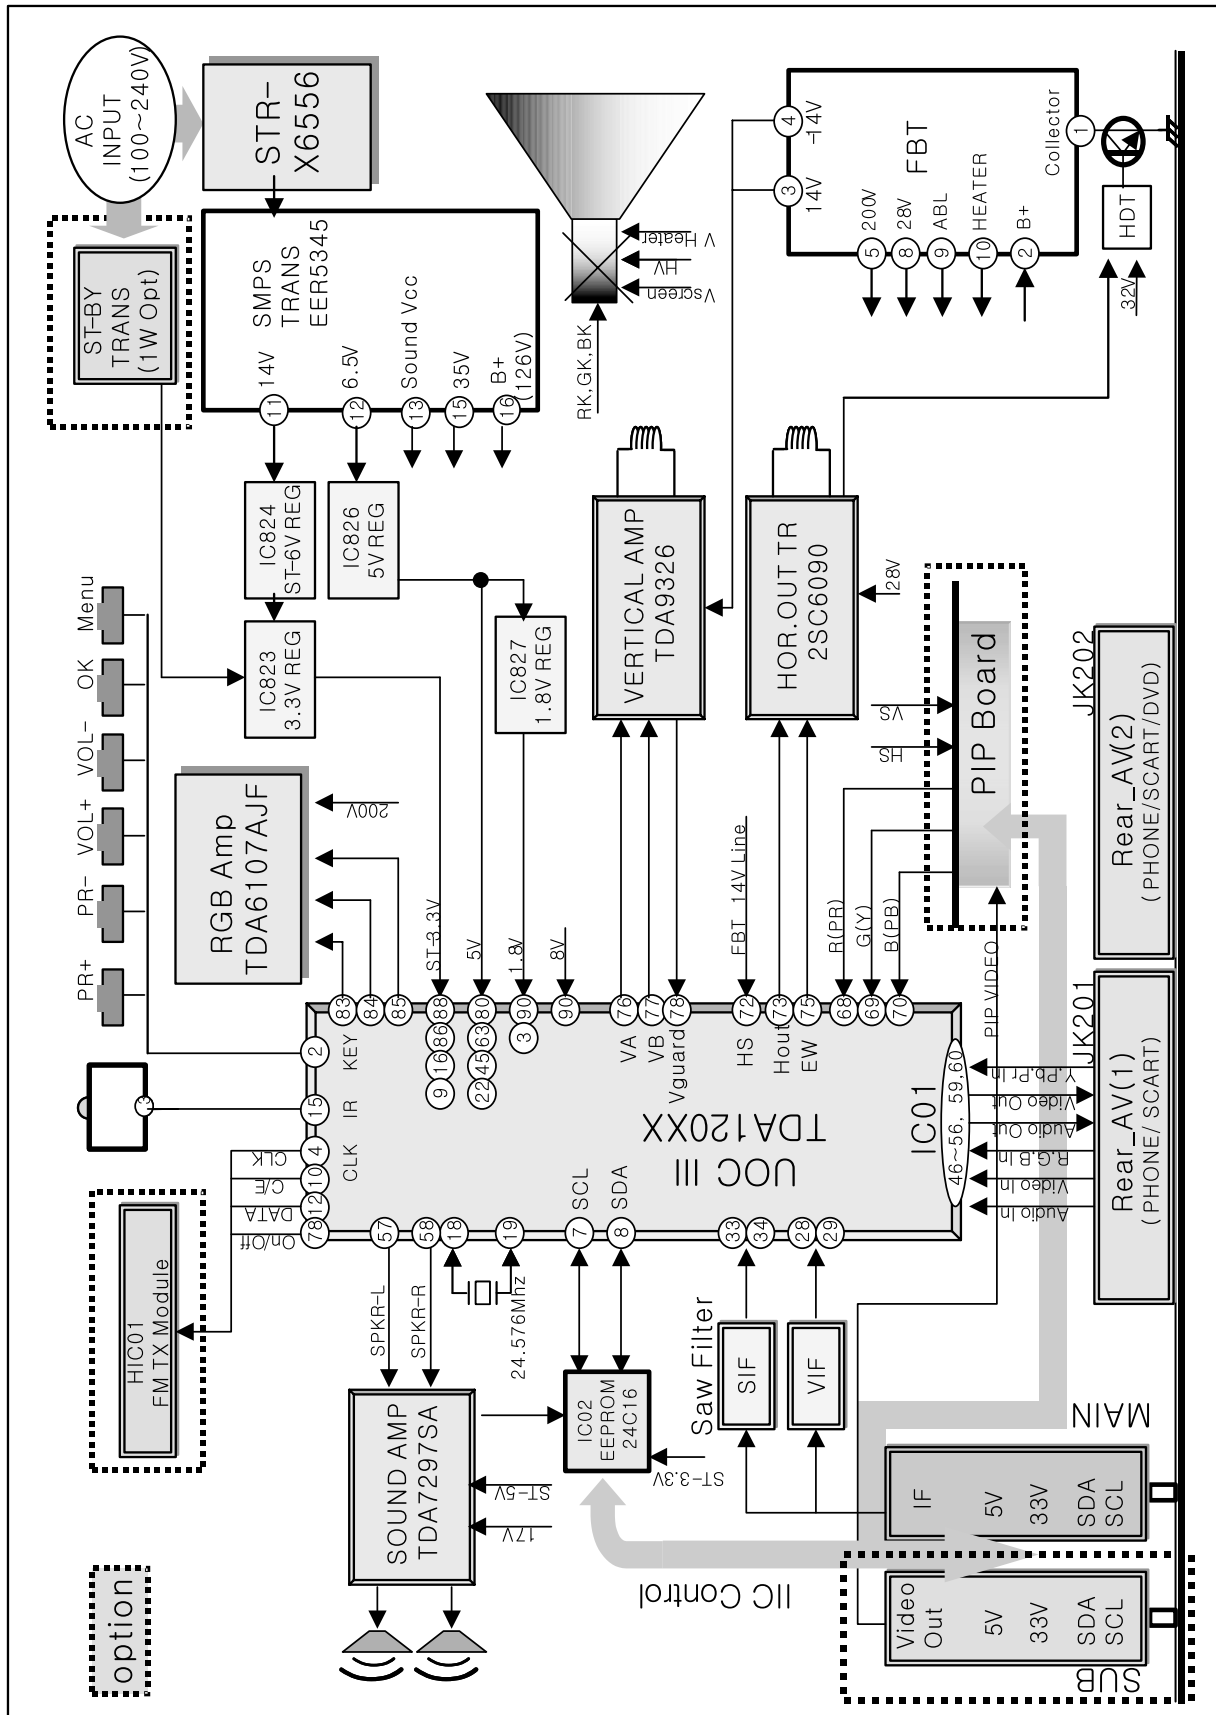 AC
INPUT
(100~240V)
STR-
X6556
ST-BY
TRANS
(1W Opt)
SMPS
TRANS
EER5345
14V
6.5V
Sound Vcc
35V
B+
(126V)
11
12
13
15
16
IC824
ST-6V REG
IC826
5V REG
IC823
3.3V REG
IC827
1.8V REG
Menu
OK
VOL-
VOL+
PR-
PR+
RGB Amp
TDA6107AJF
200V
RK,GK,BK
V Heater
HV
Vscreen
FBT
4
-14V
3
14V
Collector
1
200V
28V
ABL
HEATER
B+
5
8
9
10
2
HDT
32V
VERTICAL AMP
TDA9326
HOR.OUT TR
2SC6090
28V
PIP Board
VS
HS
R(PR)
G(Y)
B(PB)
PIP VIDEO
FBT 14V Line
ST-3.3V
5V
1.8V
8V
83
84
85
88
86
16
9
80
63
45
22
90
3
90
76
77
78
72
73
75
68
69
70
VA
VB
Vguard
HS
Hout
EW
2
KEY
15
IR
4
CLK
10
12
78
3
CLK
C/E
DATA
On/Off
UOC III
TDA120XX
IC01
46~56, 59,60
Y,Pb,Pr In
Video Out
Audio Out
R,G,B In
Video In
Audio In
57
58
18
19
7
SCL
8
SDA
33
34
28
29
HIC01
FM TX Module
SPKR-L
SPKR-R
24.576Mhz
SOUND AMP
TDA7297SA
ST-5V
17V
IC02
EEPROM
24C16
ST-3.3V
Saw Filter
SIF
VIF
JK202
Rear_AV(2)
(PHONE/SCART/DVD)
JK201
Rear_AV(1)
(PHONE/ SCART)
MAIN
IF
5V
33V
SDA
SCL
IIC Control
Video
Out
5V
33V
SDA
SCL
SUB
option